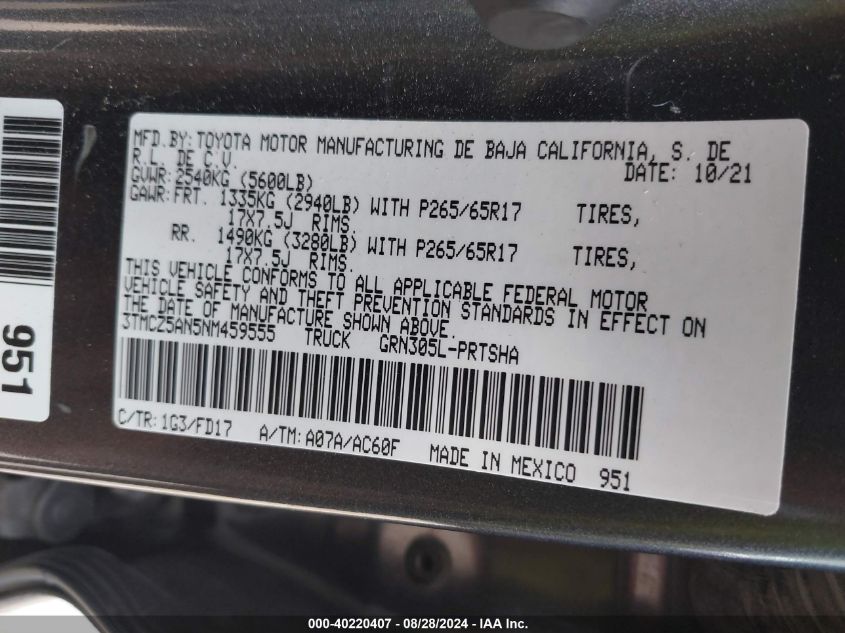 MFD.BY: TOYOTA MOTOR MANUFACTURING DE BAJA CALIFORNIA, S. DE
R.L. DE C.V.
DATE: 10/21
GVWR: 2540KG (5600LB)
GAWR: FRT. 1335KG (2940LB) WITH P265/65R17 TIRES,
17X7.5J RIMS.
RR. 1490KG (3280LB) WITH P265/65R17 TIRES,
17X7.5J RIMS.
THIS VEHICLE CONFORMS TO ALL APPLICABLE FEDERAL MOTOR
VEHICLE SAFETY AND THEFT PREVENTION STANDARDS IN EFFECT ON
THE DATE OF MANUFACTURE SHOWN ABOVE.
3TMCZ5AN5NM459555 TRUCK GRN305L-PRTSHA
C/TR: 1G3/FD17 A/TM: A07A/AC60F MADE IN MEXICO 951
951
000-40220407 - 08/28/2024 - IAA Inc.